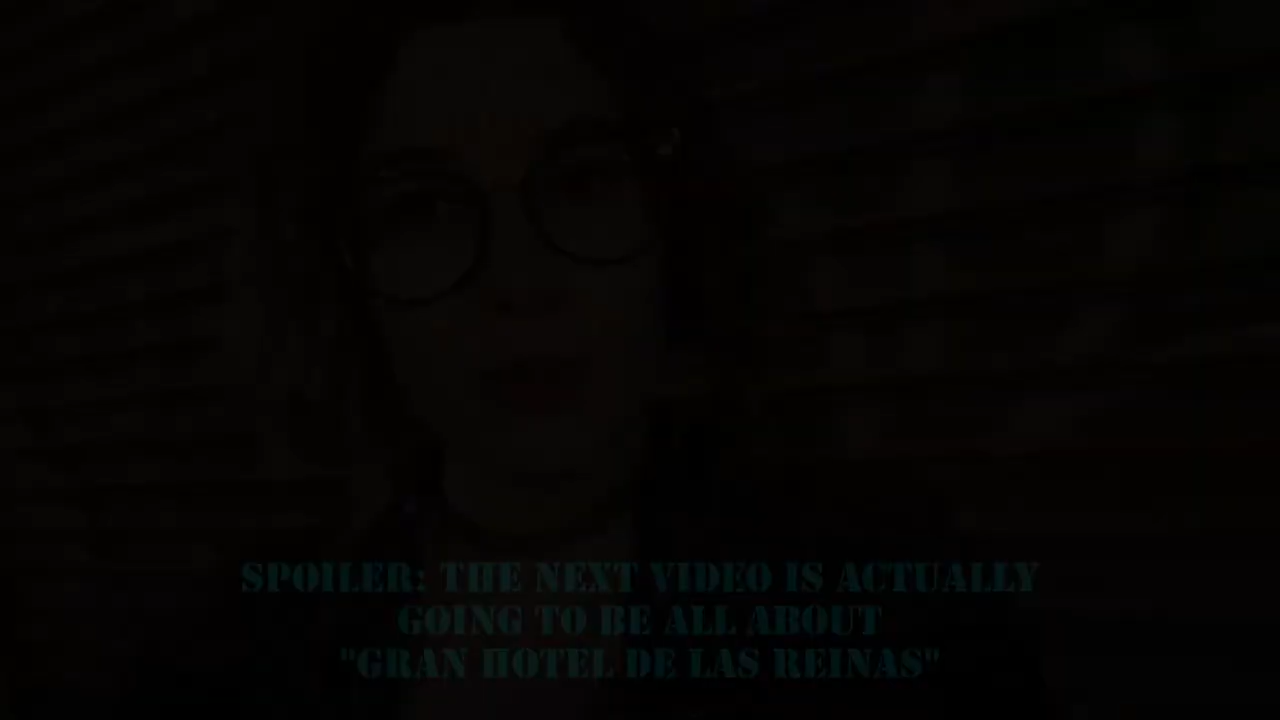 SPOILER: THE NEXT VIDEO IS ACTUALLY
GOING TO BE ALL ABOUT
"GRAN HOTEL DE LAS REINAS"